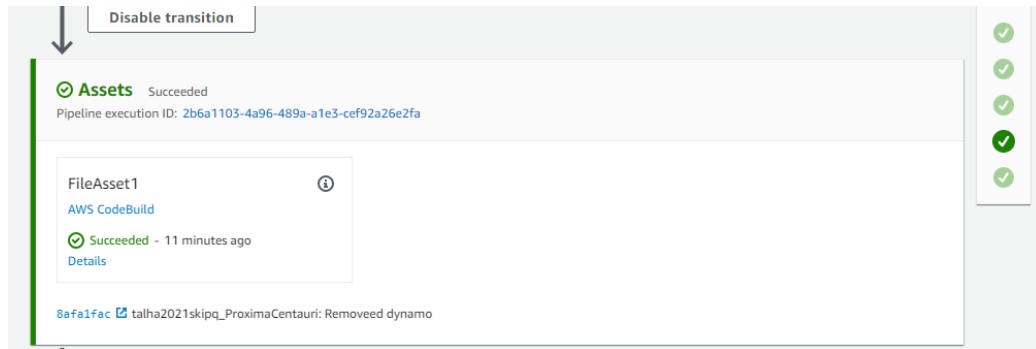 Disable transition
Assets Succeeded
Pipeline execution ID: 2b6a1103-4a96-489a-a1e3-cef92a26e2fa
FileAsset1
AWS CodeBuild
Succeeded - 11 minutes ago
Details
8afa1fac talha2021skipq_ProximaCentauri: Removeed dynamo